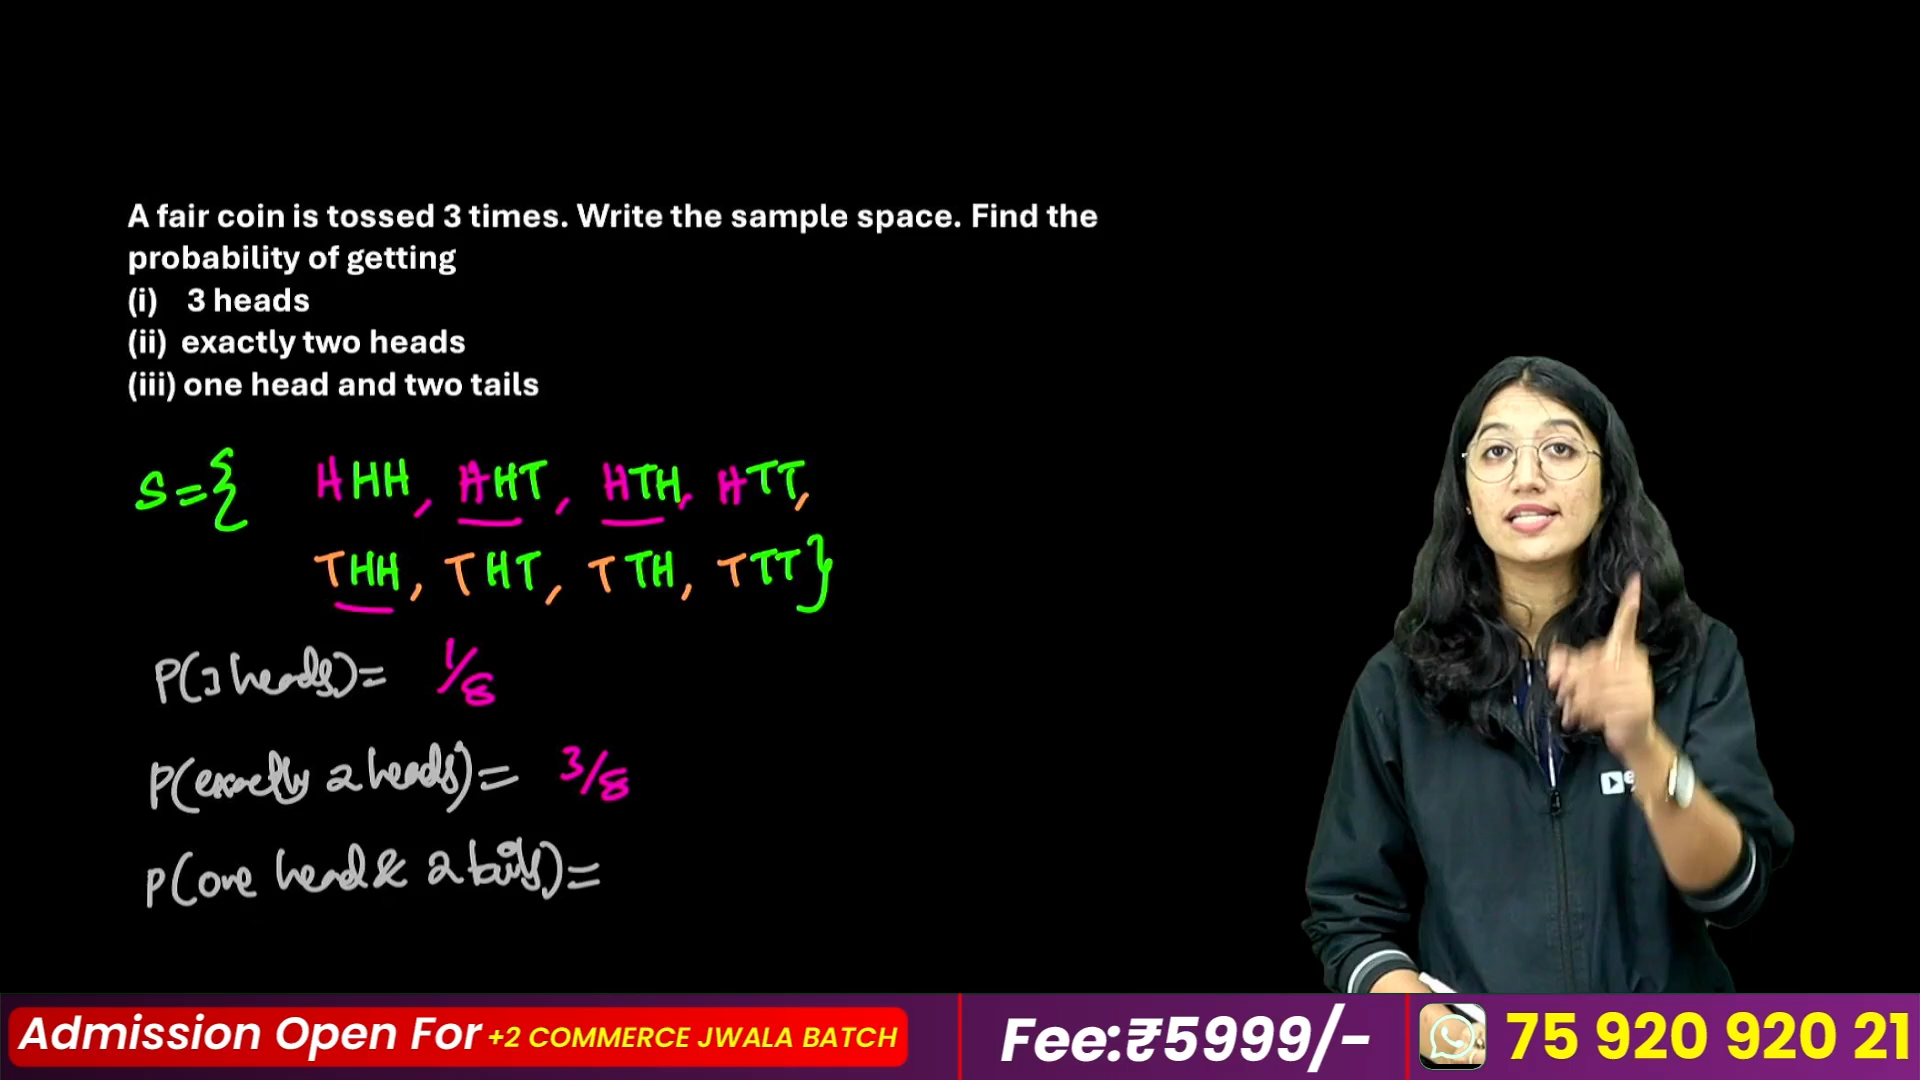 A fair coin is tossed 3 times. Write the sample space. Find the
probability of getting
(i) 3 heads
(ii) exactly two heads
(iii) one head and two tails
S={ HHH, HHT, HTH, HTT,
THH, THT, TTH, TTT}
P(3 heads)= 1/8
P(exactly 2 heads)= 3/8
P(one head & 2 tails)=
Admission Open For +2 COMMERCE JWALA BATCH
Fee:₹5999/-
75 920 920 21